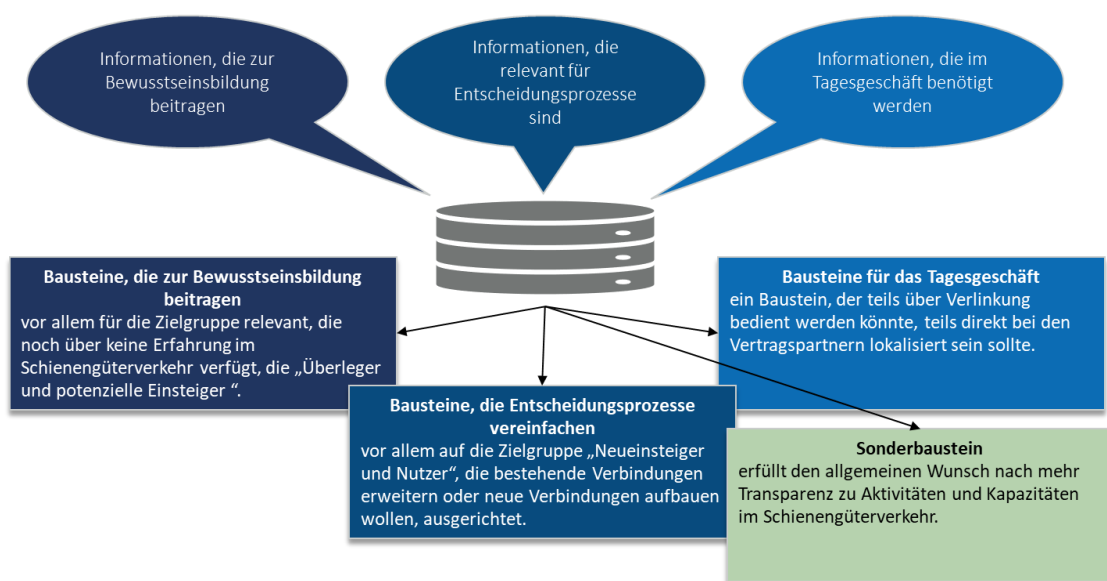 Informationen, die zur
Bewusstseinsbildung
beitragen
Informationen, die
relevant für
Entscheidungsprozesse
sind
Informationen, die im
Tagesgeschäft benötigt
werden
Bausteine, die zur Bewusstseinsbildung
beitragen
vor allem für die Zielgruppe relevant, die
noch über keine Erfahrung im
Schienengüterverkehr verfügt, die „Überleger
und potenzielle Einsteiger “.
Bausteine, die Entscheidungsprozesse
vereinfachen
vor allem auf die Zielgruppe „Neueinsteiger
und Nutzer“, die bestehende Verbindungen
erweitern oder neue Verbindungen aufbauen
wollen, ausgerichtet.
Bausteine für das Tagesgeschäft
ein Baustein, der teils über Verlinkung
bedient werden könnte, teils direkt bei den
Vertragspartnern lokalisiert sein sollte.
Sonderbaustein
erfüllt den allgemeinen Wunsch nach mehr
Transparenz zu Aktivitäten und Kapazitäten
im Schienengüterverkehr.